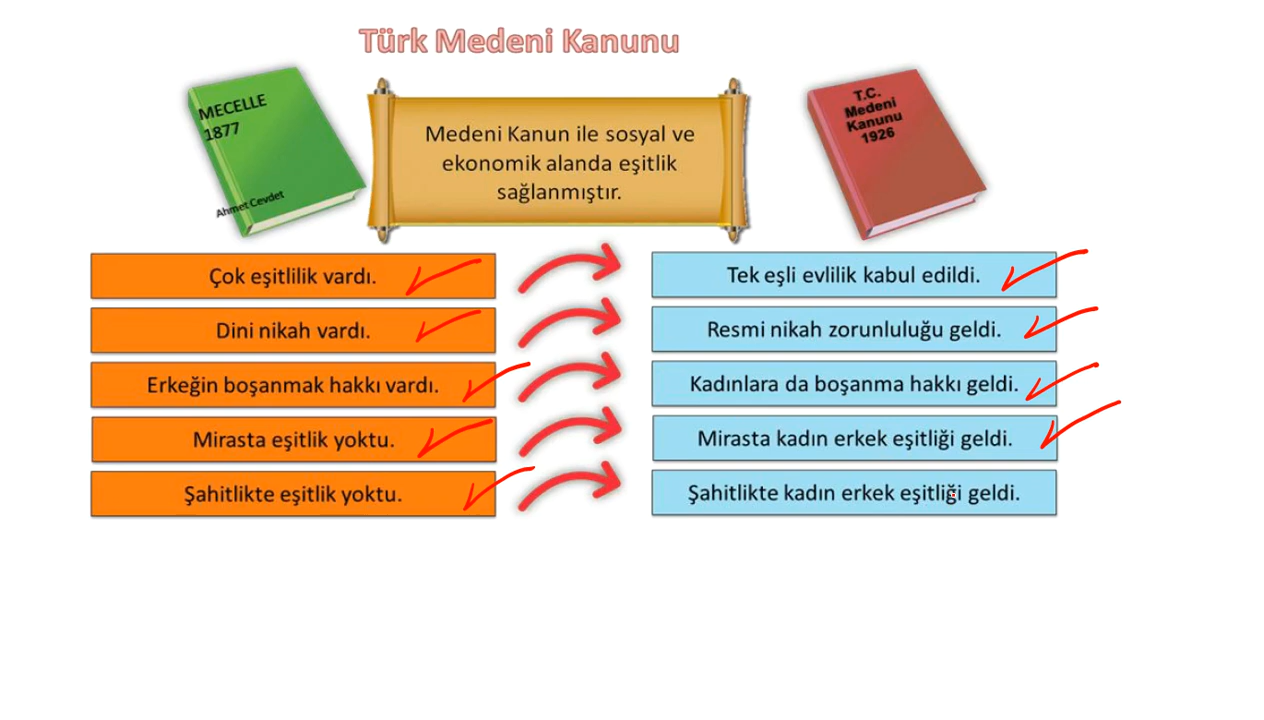 Türk Medeni Kanunu
MECELLE
1877
Ahmet Cevdet
Medeni Kanun ile sosyal ve
ekonomik alanda eşitlik
sağlanmıştır.
T.C.
Medeni
Kanunu
1926
Çok eşitlilik vardı.
Tek eşli evlilik kabul edildi.
Dini nikah vardı.
Resmi nikah zorunluluğu geldi.
Erkeğin boşanmak hakkı vardı.
Kadınlara da boşanma hakkı geldi.
Mirasta eşitlik yoktu.
Mirasta kadın erkek eşitliği geldi.
Şahitlikte eşitlik yoktu.
Şahitlikte kadın erkek eşitliği geldi.